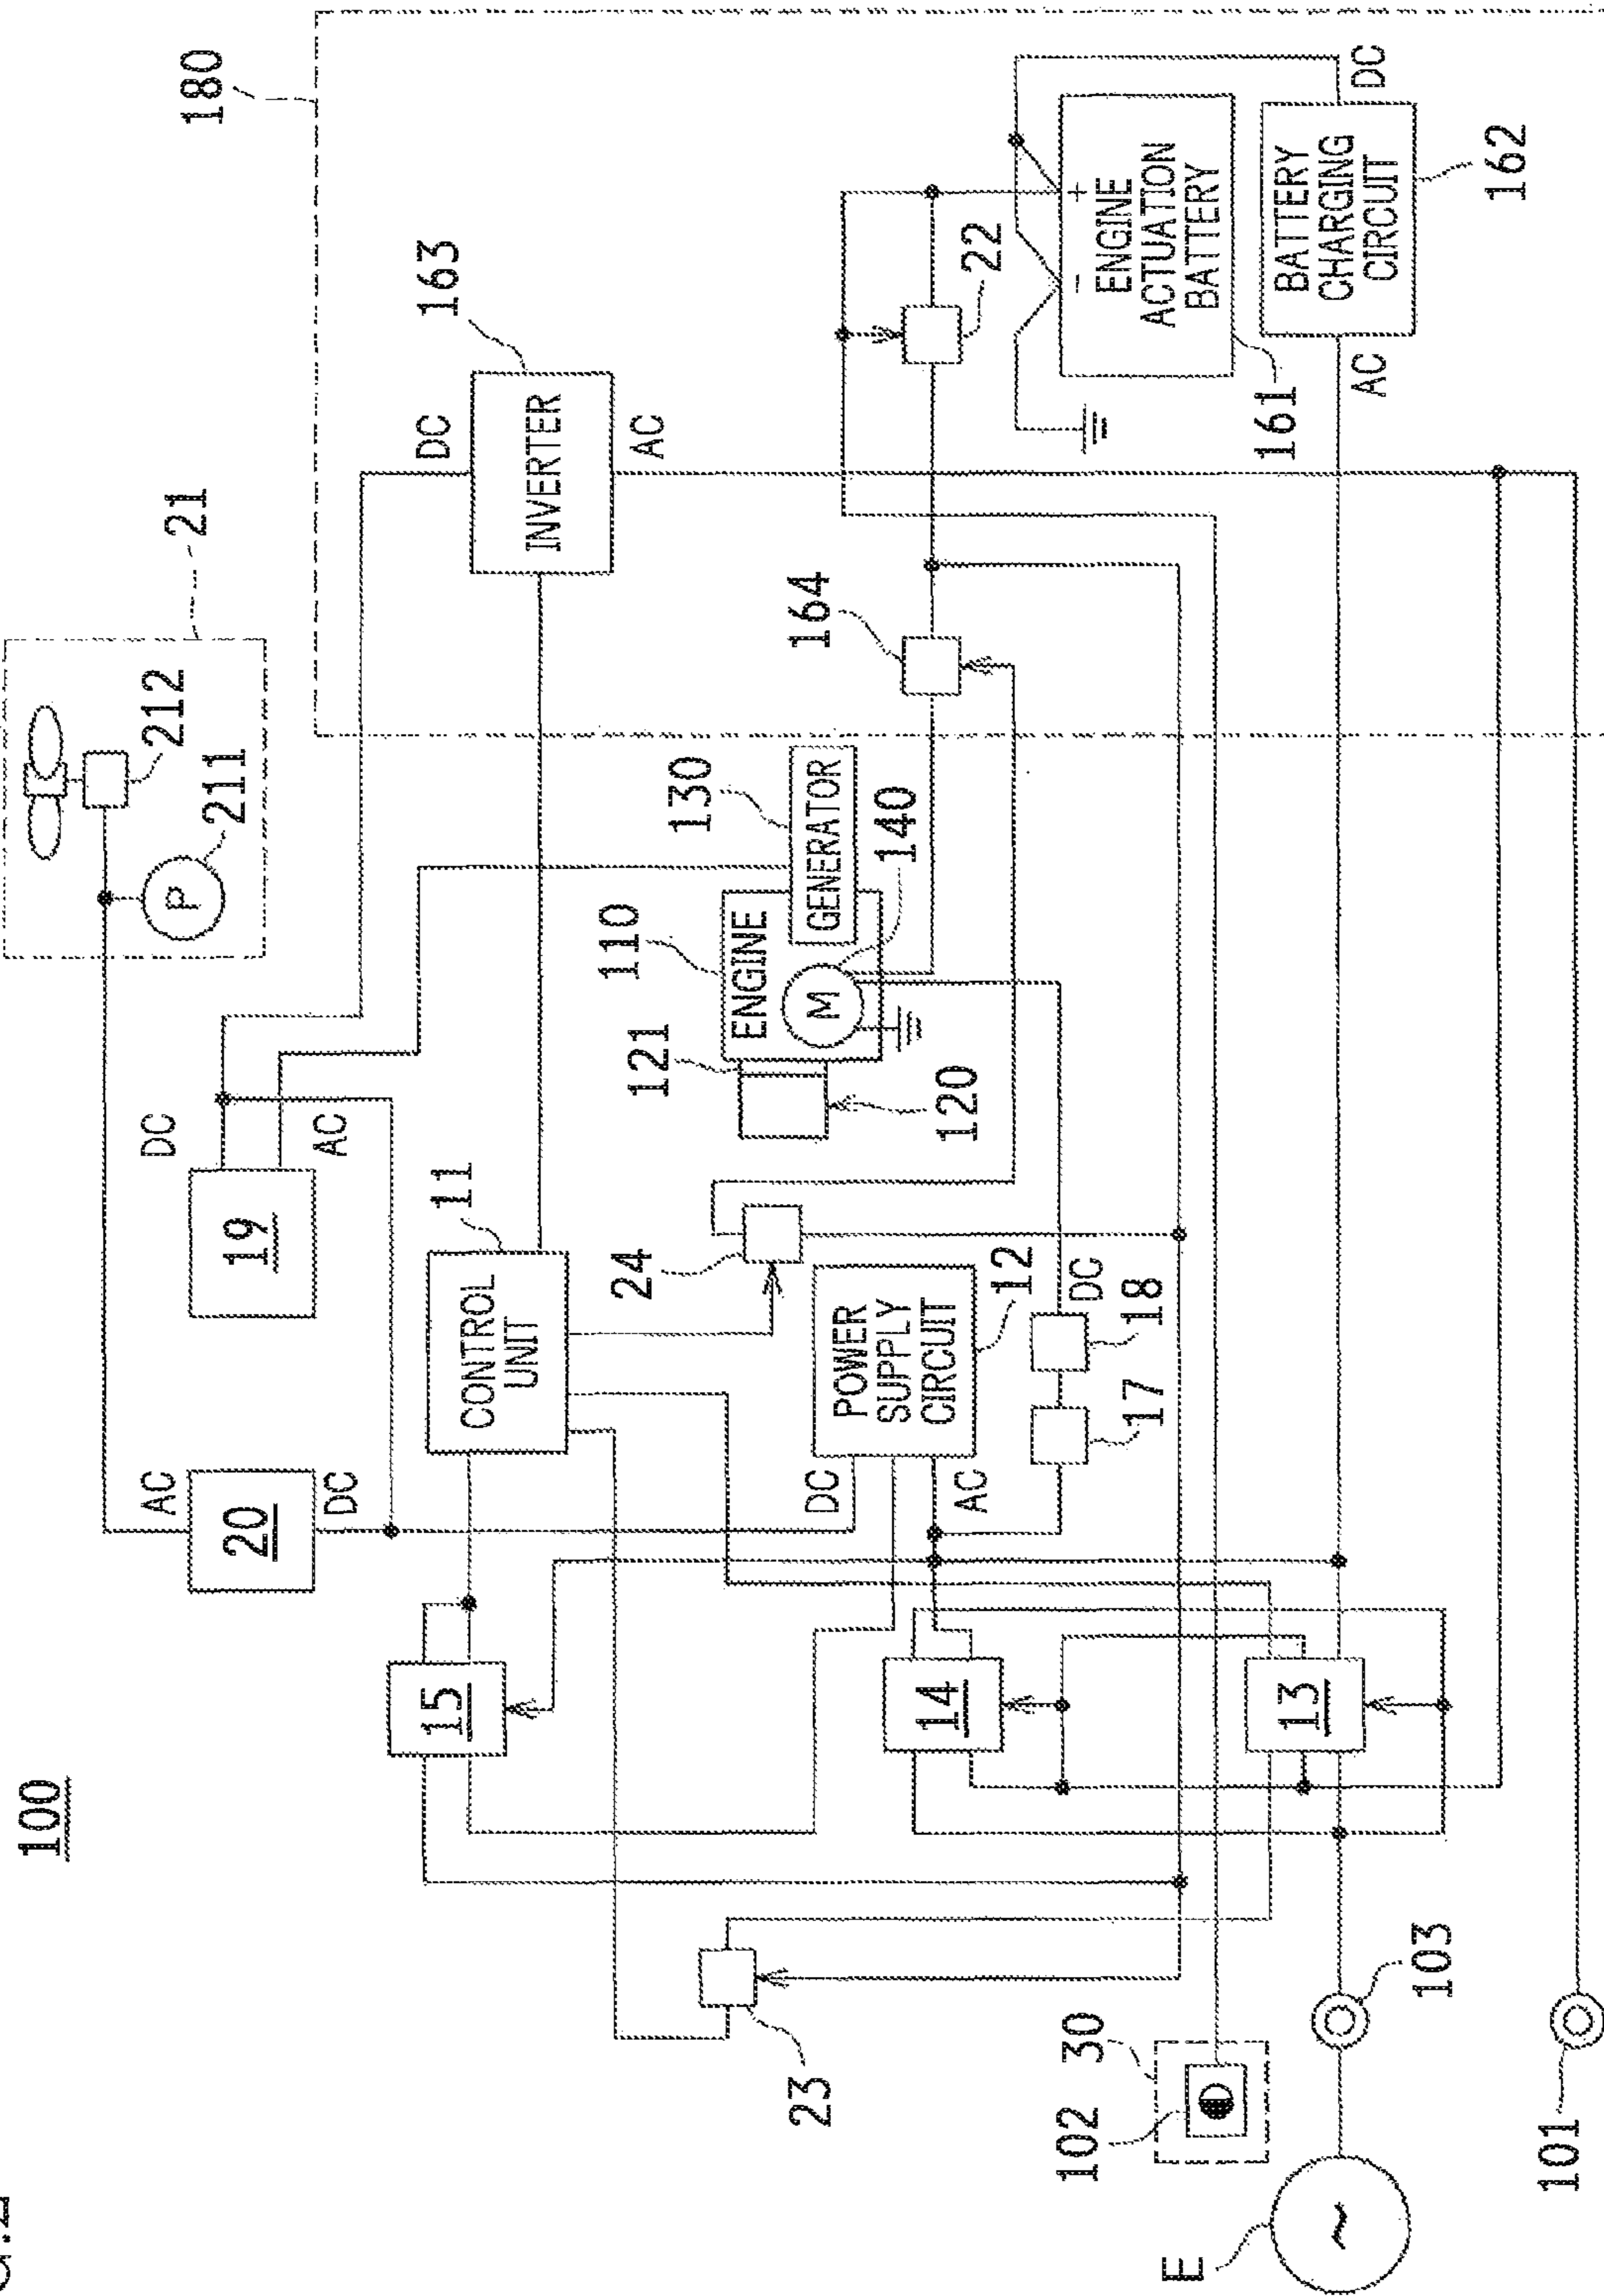 100
180
21
212
211
P
DC
163
INVERTER
AC
DC
19
AC
AC
20
DC
11
CONTROL
UNIT
130
GENERATOR
110
ENGINE
140
M
121
120
164
22
+
−
ENGINE
ACTUATION
BATTERY
161
DC
BATTERY
CHARGING
CIRCUIT
162
AC
24
POWER
SUPPLY
CIRCUIT
12
DC
AC
DC
18
17
15
14
13
23
30
102
103
E
~
101